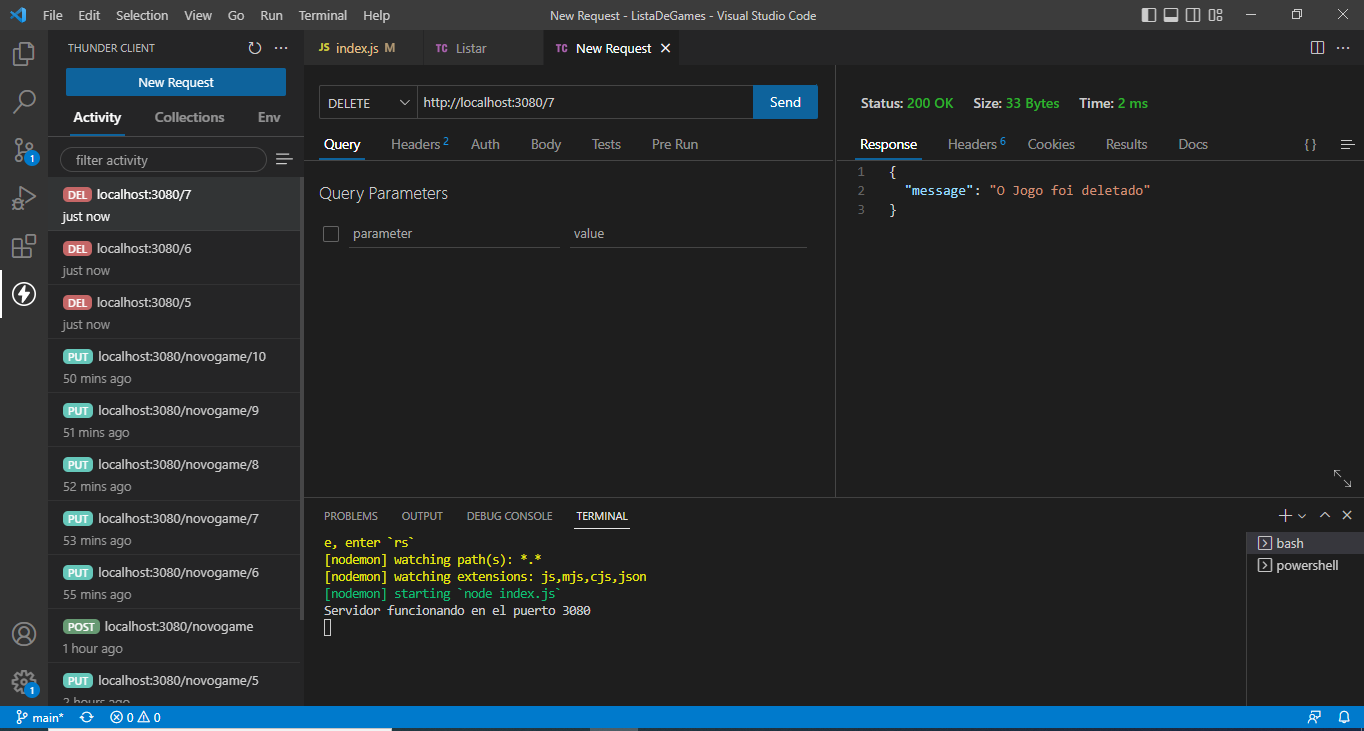 File Edit Selection View Go Run Terminal Help New Request - ListaDeGames - Visual Studio Code
THUNDER CLIENT
New Request
Activity Collections Env
filter activity
DEL localhost:3080/7
just now
DEL localhost:3080/6
just now
DEL localhost:3080/5
just now
PUT localhost:3080/novogame/10
50 mins ago
PUT localhost:3080/novogame/9
51 mins ago
PUT localhost:3080/novogame/8
52 mins ago
PUT localhost:3080/novogame/7
53 mins ago
PUT localhost:3080/novogame/6
55 mins ago
POST localhost:3080/novogame
1 hour ago
PUT localhost:3080/novogame/5
2 hours ago
1
1
JS index.js M TC Listar TC New Request
DELETE http://localhost:3080/7 Send
Query Headers 2 Auth Body Tests Pre Run
Query Parameters
parameter value
Status: 200 OK Size: 33 Bytes Time: 2 ms
Response Headers 6 Cookies Results Docs { }
1 {
2 "message": "O Jogo foi deletado"
3 }
PROBLEMS OUTPUT DEBUG CONSOLE TERMINAL
e, enter `rs`
[nodemon] watching path(s): *.*
[nodemon] watching extensions: js,mjs,cjs,json
[nodemon] starting `node index.js`
Servidor funcionando en el puerto 3080
bash
powershell
main* 0 0